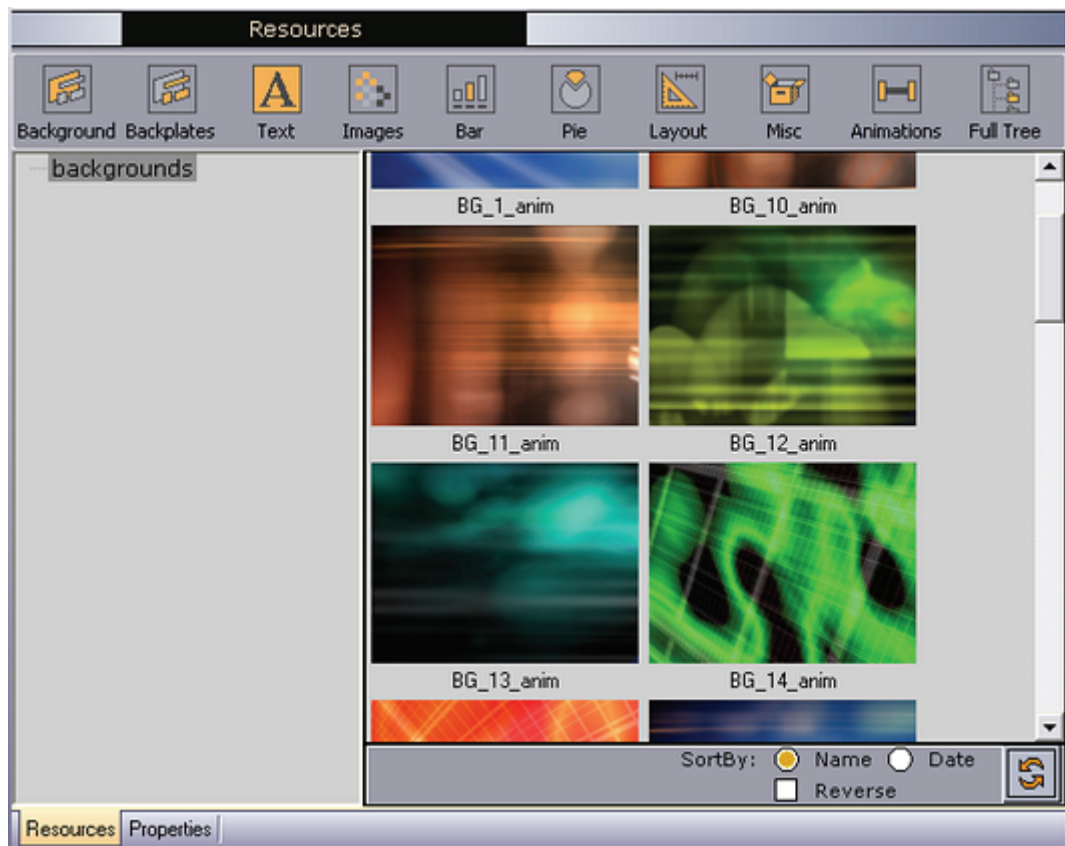 Resources
Background Backplates Text Images Bar Pie Layout Misc Animations Full Tree
backgrounds
BG_1_anim BG_10_anim
BG_11_anim BG_12_anim
BG_13_anim BG_14_anim
SortBy: Name Date
Reverse
Resources Properties